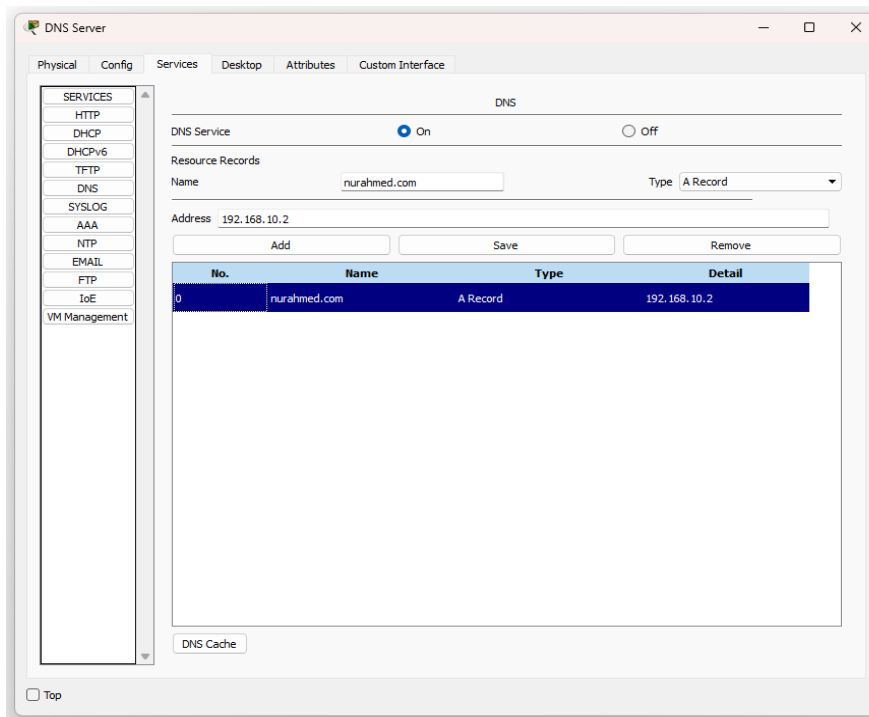 DNS Server
Physical Config Services Desktop Attributes Custom Interface
SERVICES
HTTP
DHCP
DHCPv6
TFTP
DNS
SYSLOG
AAA
NTP
EMAIL
FTP
IoE
VM Management
DNS
DNS Service On Off
Resource Records
Name nurahmed.com Type A Record
Address 192.168.10.2
Add Save Remove
No. Name Type Detail
0 nurahmed.com A Record 192.168.10.2
DNS Cache
Top